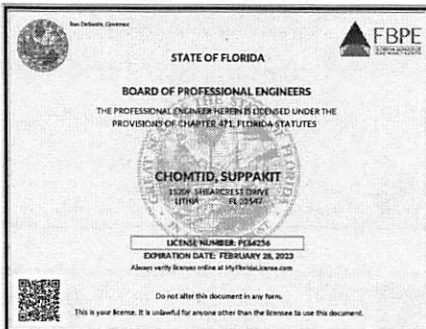 Ron DeSantis, Governor
FBPE
STATE OF FLORIDA
BOARD OF PROFESSIONAL ENGINEERS
THE PROFESSIONAL ENGINEER HEREIN IS LICENSED UNDER THE
PROVISIONS OF CHAPTER 471, FLORIDA STATUTES
CHOMTID, SUPPAKIT
SHEARCREST DRIVE
LITHIA FL 33547
LICENSE NUMBER: PE64256
EXPIRATION DATE: FEBRUARY 28, 2023
Always verify licenses online at MyFloridaLicense.com
Do not alter this document in any form.
This is your license. It is unlawful for anyone other than the licensee to use this document.